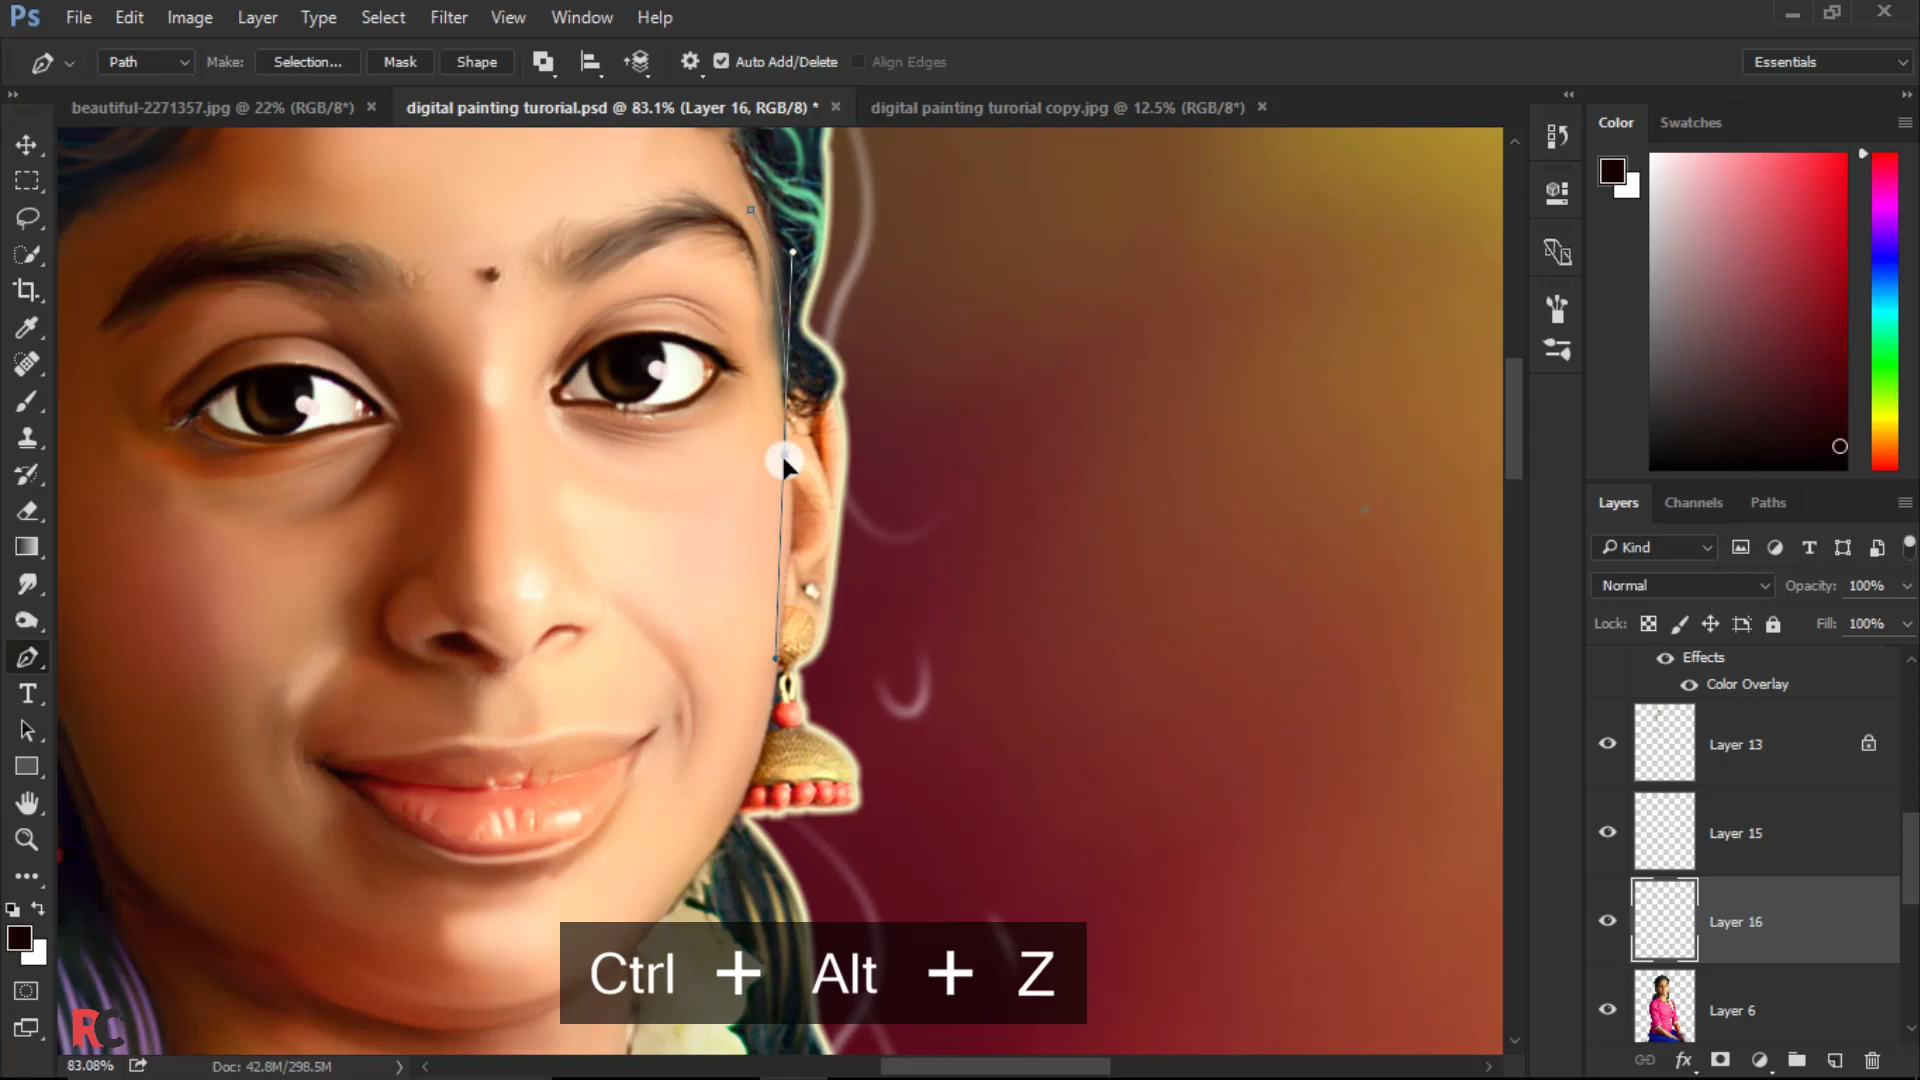 Ps File Edit Image Layer Type Select Filter View Window Help
Path Make: Selection... Mask Shape Auto Add/Delete Align Edges Essentials
beautiful-2271357.jpg @ 22% (RGB/8*) digital painting turorial.psd @ 83.1% (Layer 16, RGB/8) * digital painting turorial copy.jpg @ 12.5% (RGB/8*)
Color Swatches
Layers Channels Paths
Kind
Normal Opacity: 100%
Lock: Fill: 100%
Effects
Color Overlay
Layer 13
Layer 15
Layer 16
Layer 6
fx
T
Ctrl + Alt + Z
RC
83.08% Doc: 42.8M/298.5M